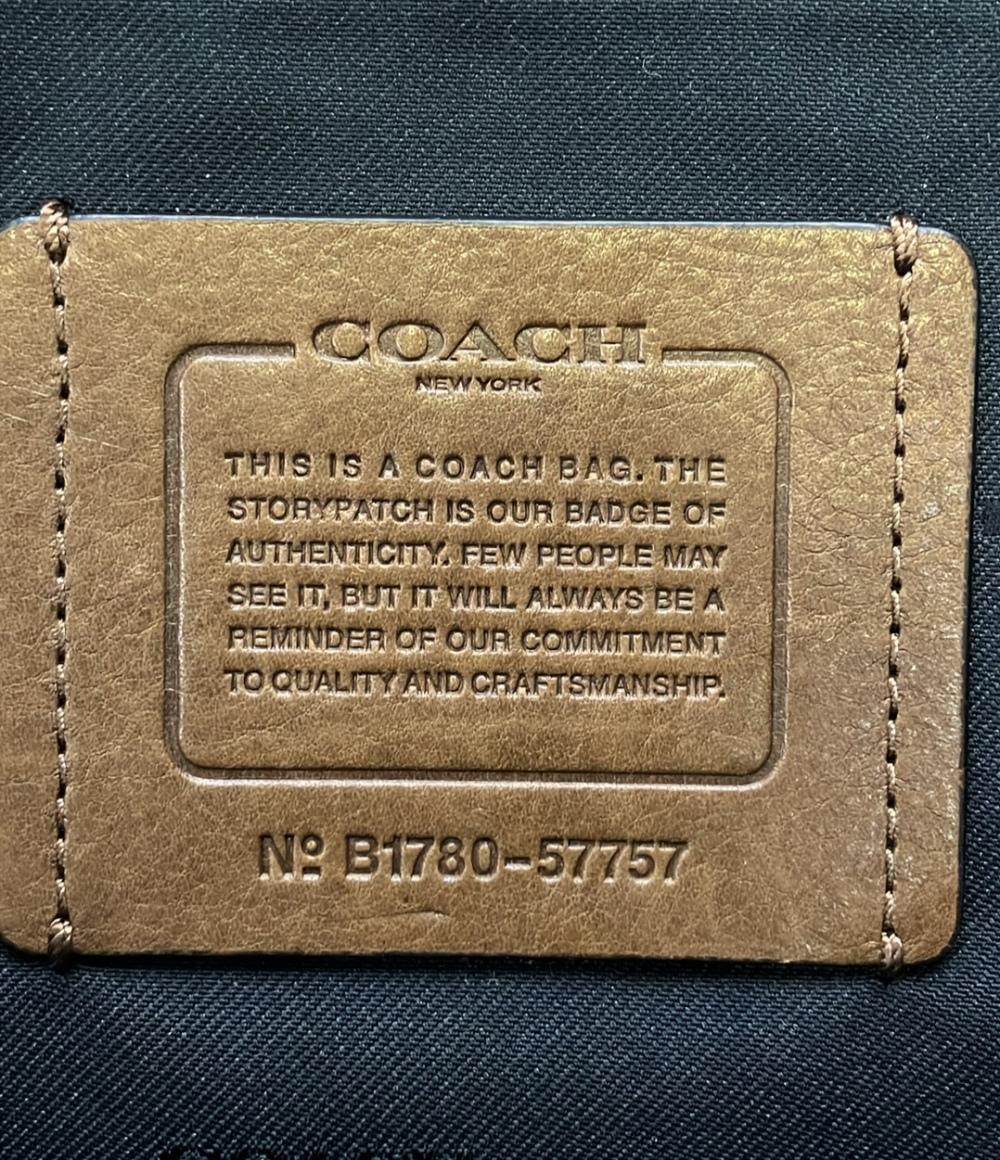 COACH
NEW YORK
THIS IS A COACH BAG. THE
STORYPATCH IS OUR BADGE OF
AUTHENTICITY. FEW PEOPLE MAY
SEE IT, BUT IT WILL ALWAYS BE A
REMINDER OF OUR COMMITMENT
TO QUALITY AND CRAFTSMANSHIP.
Nº B1780-57757